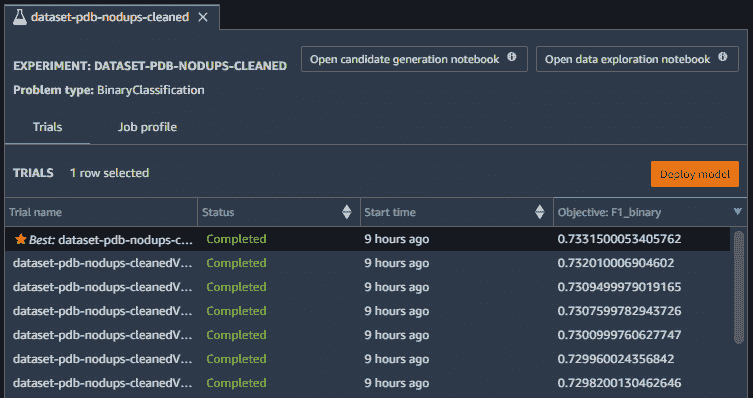 dataset-pdb-nodups-cleaned
EXPERIMENT: DATASET-PDB-NODUPS-CLEANED
Open candidate generation notebook
Open data exploration notebook
Problem type: BinaryClassification
Trials Job profile
TRIALS 1 row selected
Deploy model
Trial name Status Start time Objective: F1_binary
Best: dataset-pdb-nodups-c... Completed 9 hours ago 0.7331500053405762
dataset-pdb-nodups-cleanedV... Completed 9 hours ago 0.732010006904602
dataset-pdb-nodups-cleanedV... Completed 9 hours ago 0.7309499979019165
dataset-pdb-nodups-cleanedV... Completed 9 hours ago 0.7307599782943726
dataset-pdb-nodups-cleanedV... Completed 9 hours ago 0.7300999760627747
dataset-pdb-nodups-cleanedV... Completed 9 hours ago 0.729960024356842
dataset-pdb-nodups-cleanedV... Completed 9 hours ago 0.7298200130462646